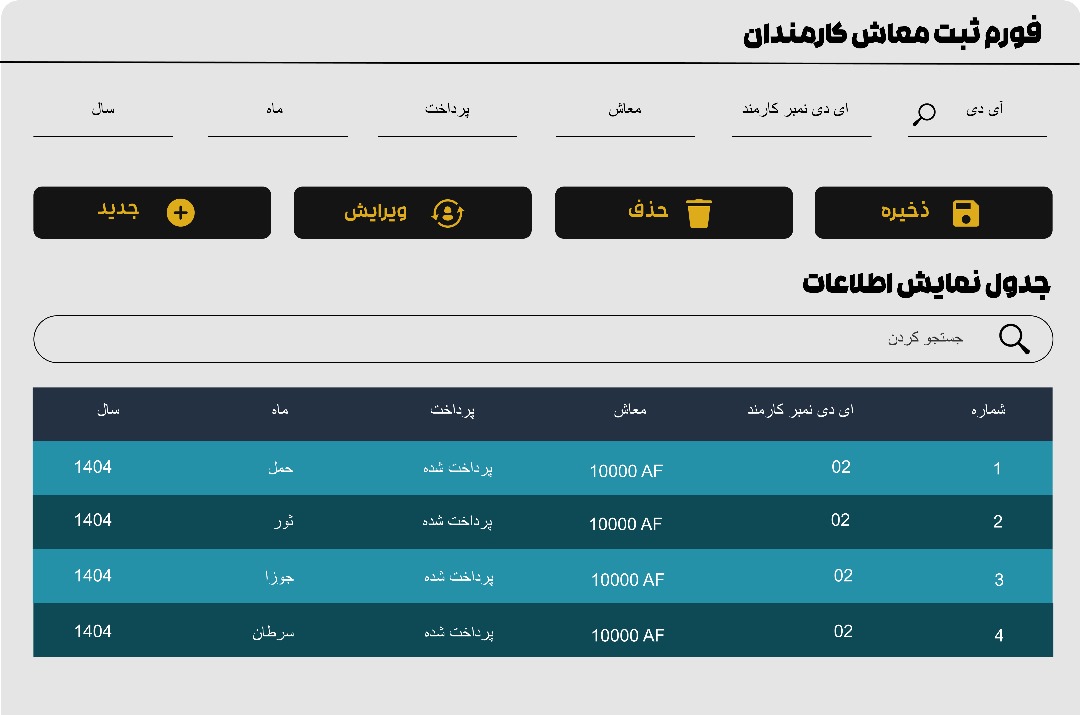 فورم ثبت معاش کارمندان
آی دی ای دی نمبر کارمند معاش پرداخت ماه سال
ذخیره حذف ویرایش جدید
جدول نمایش اطلاعات
جستجو کردن
شماره ای دی نمبر کارمند معاش پرداخت ماه سال
1 02 10000 AF پرداخت شده حمل 1404
2 02 10000 AF پرداخت شده ثور 1404
3 02 10000 AF پرداخت شده جوزا 1404
4 02 10000 AF پرداخت شده سرطان 1404